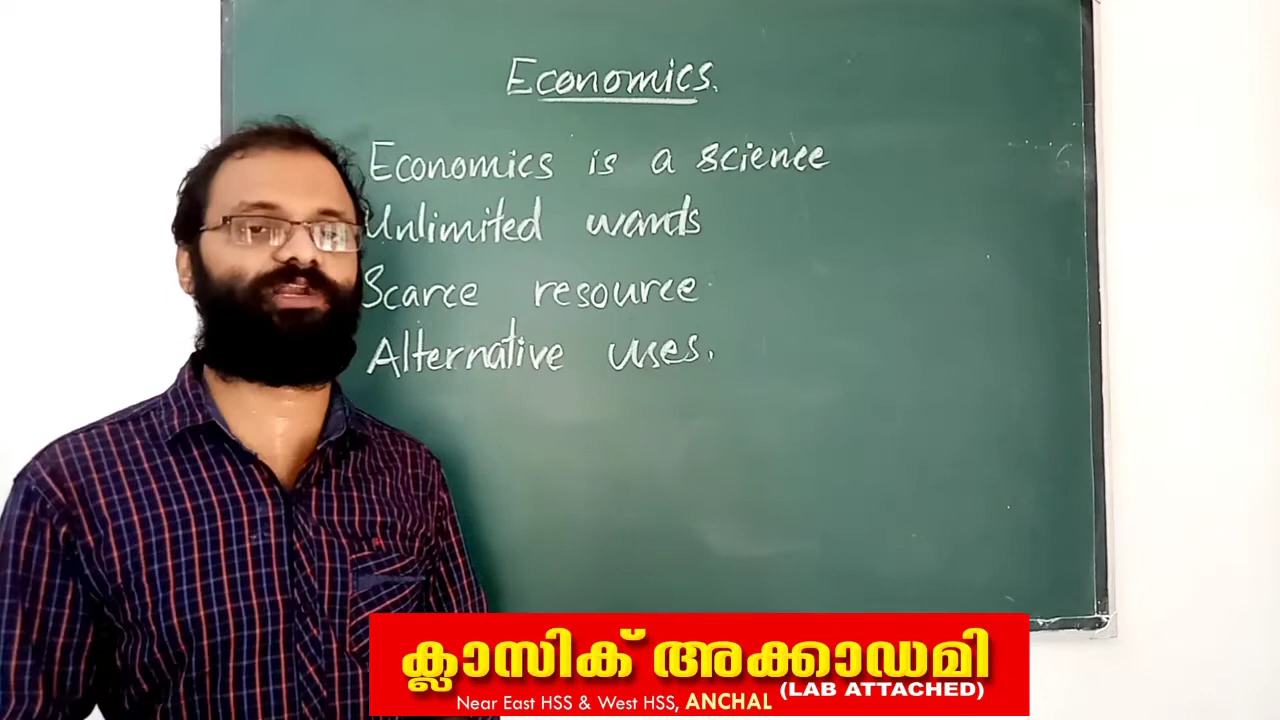 Economics.
Economics is a science
Unlimited wants
Scarce resource
Alternative uses.
ക്ലാസിക് അക്കാഡമി
(LAB ATTACHED)
Near East HSS & West HSS, ANCHAL